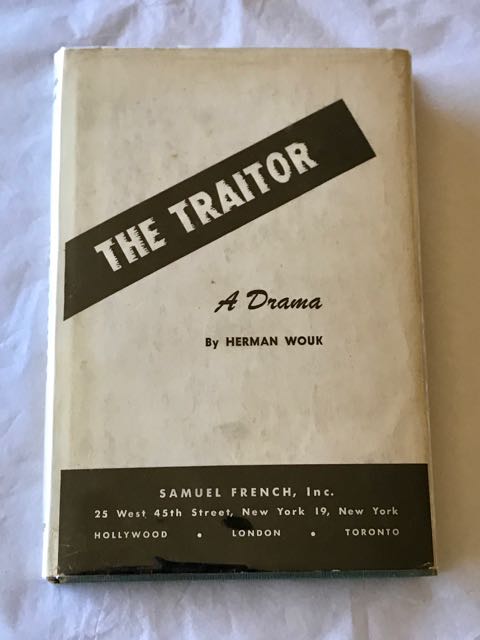 THE TRAITOR
A Drama
By HERMAN WOUK
SAMUEL FRENCH, Inc.
25 West 45th Street, New York 19, New York
HOLLYWOOD • LONDON • TORONTO